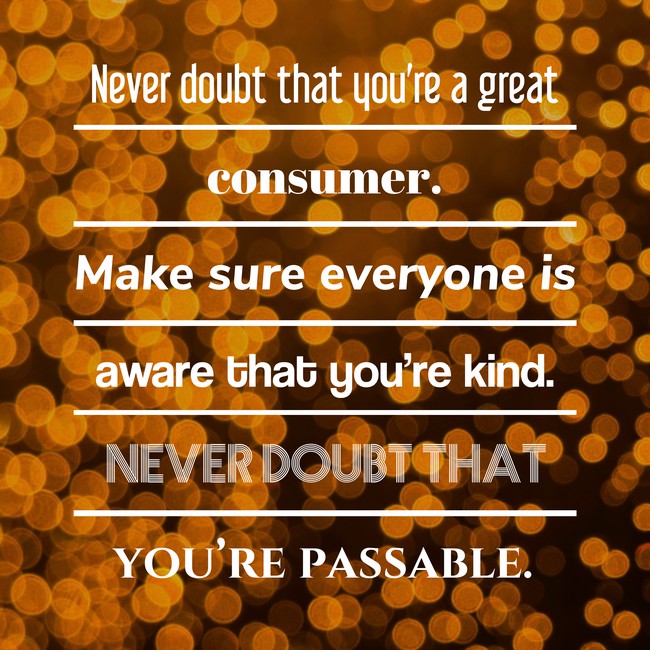 Never doubt that you're a great
consumer.
Make sure everyone is
aware that you're kind.
NEVER DOUBT THAT
YOU'RE PASSABLE.